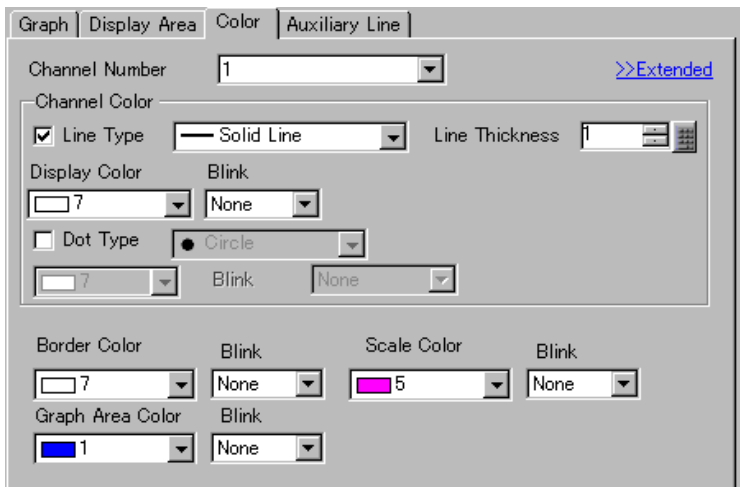 Graph Display Area Color Auxiliary Line
Channel Number 1 >>Extended
Channel Color
Line Type Solid Line Line Thickness 1
Display Color Blink
7 None
Dot Type Circle
7 Blink None
Border Color Blink Scale Color Blink
7 None 5 None
Graph Area Color Blink
1 None